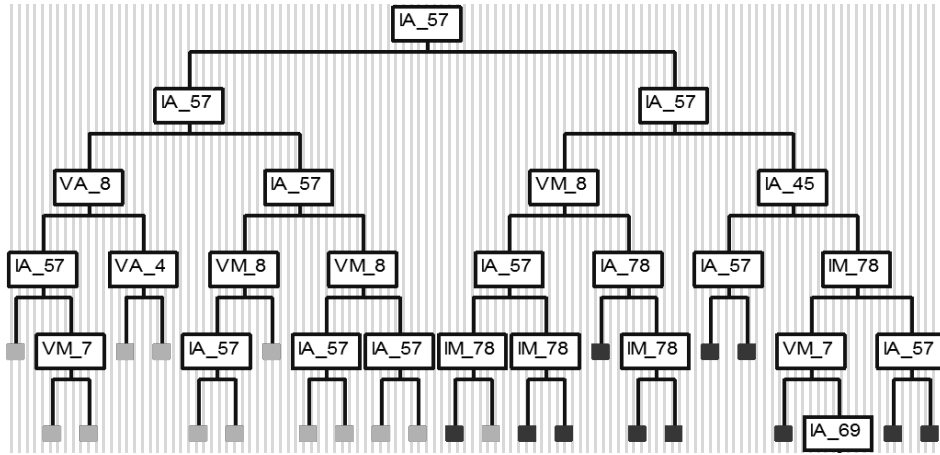 IA_57
IA_57 IA_57
VA_8 IA_57 VM_8 IA_45
IA_57 VA_4 VM_8 VM_8 IA_57 IA_78 IA_57 IM_78
VM_7 IA_57 IA_57 IA_57 IM_78 IM_78 IM_78 VM_7 IA_57
IA_69